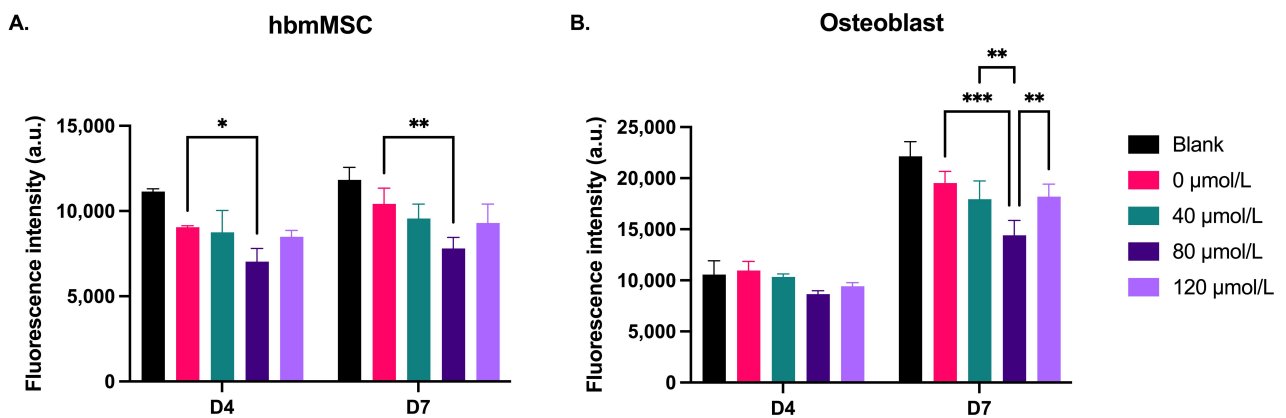 A.
hbmMSC
Fluorescence intensity (a.u.)
15,000
10,000
5,000
0
*
**
D4
D7
B.
Osteoblast
Fluorescence intensity (a.u.)
25,000
20,000
15,000
10,000
5,000
0
**
***
**
D4
D7
Blank
0 µmol/L
40 µmol/L
80 µmol/L
120 µmol/L